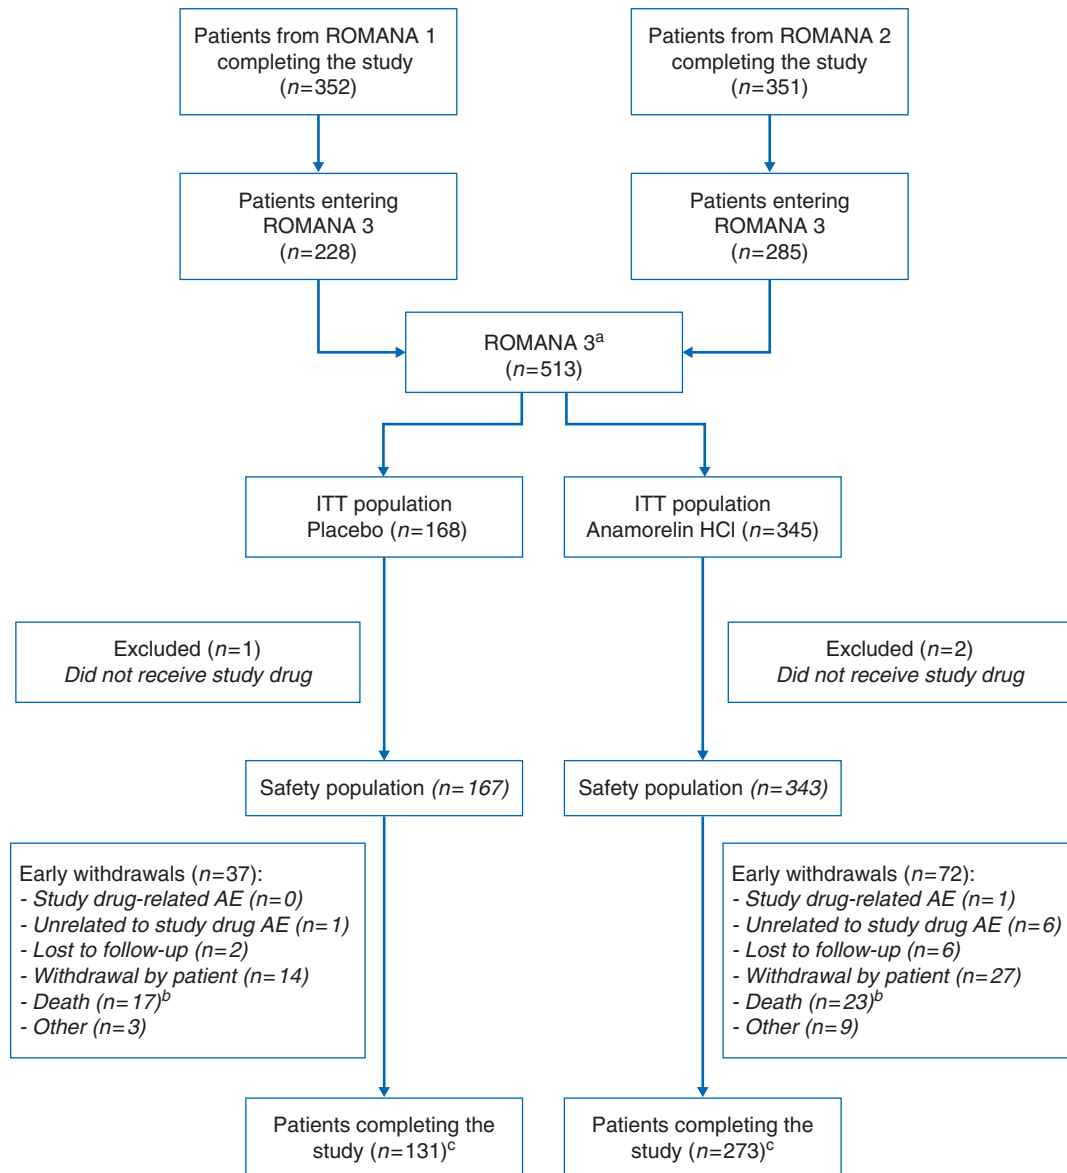 Patients from ROMANA 1
completing the study
(n=352)
Patients from ROMANA 2
completing the study
(n=351)
Patients entering
ROMANA 3
(n=228)
Patients entering
ROMANA 3
(n=285)
ROMANA 3ᵃ
(n=513)
ITT population
Placebo (n=168)
ITT population
Anamorelin HCl (n=345)
Excluded (n=1)
Did not receive study drug
Excluded (n=2)
Did not receive study drug
Safety population (n=167)
Safety population (n=343)
Early withdrawals (n=37):
- Study drug-related AE (n=0)
- Unrelated to study drug AE (n=1)
- Lost to follow-up (n=2)
- Withdrawal by patient (n=14)
- Death (n=17)ᵇ
- Other (n=3)
Early withdrawals (n=72):
- Study drug-related AE (n=1)
- Unrelated to study drug AE (n=6)
- Lost to follow-up (n=6)
- Withdrawal by patient (n=27)
- Death (n=23)ᵇ
- Other (n=9)
Patients completing the
study (n=131)ᶜ
Patients completing the
study (n=273)ᶜ